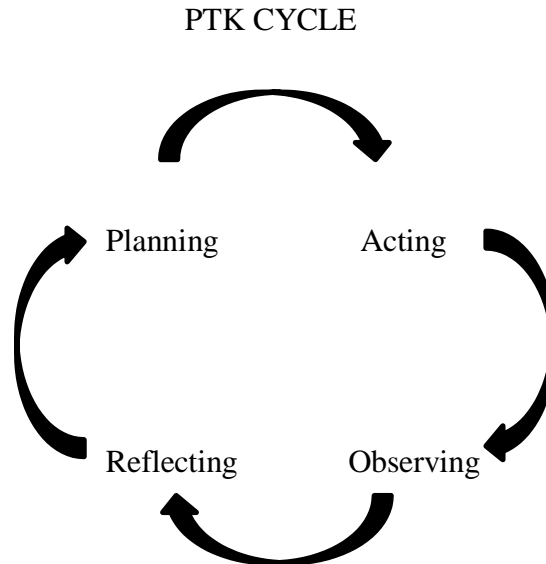 PTK CYCLE
Planning
Acting
Reflecting
Observing